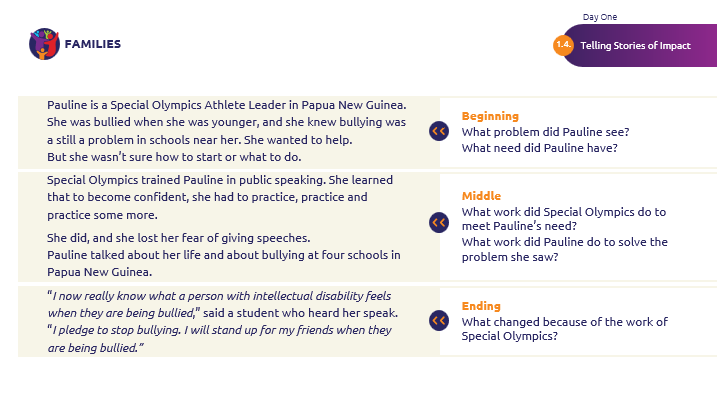 Day One
FAMILIES
1.4.
Telling Stories of Impact
Pauline is a Special Olympics Athlete Leader in Papua New Guinea.
She was bullied when she was younger, and she knew bullying was
a still a problem in schools near her. She wanted to help.
But she wasn't sure how to start or what to do.
Beginning
What problem did Pauline see?
What need did Pauline have?
Special Olympics trained Pauline in public speaking. She learned
that to become confident, she had to practice, practice and
practice some more.
She did, and she lost her fear of giving speeches.
Pauline talked about her life and about bullying at four schools in
Papua New Guinea.
Middle
What work did Special Olympics do to
meet Pauline's need?
What work did Pauline do to solve the
problem she saw?
"I now really know what a person with intellectual disability feels
when they are being bullied," said a student who heard her speak.
"I pledge to stop bullying. I will stand up for my friends when they
are being bullied."
Ending
What changed because of the work of
Special Olympics?